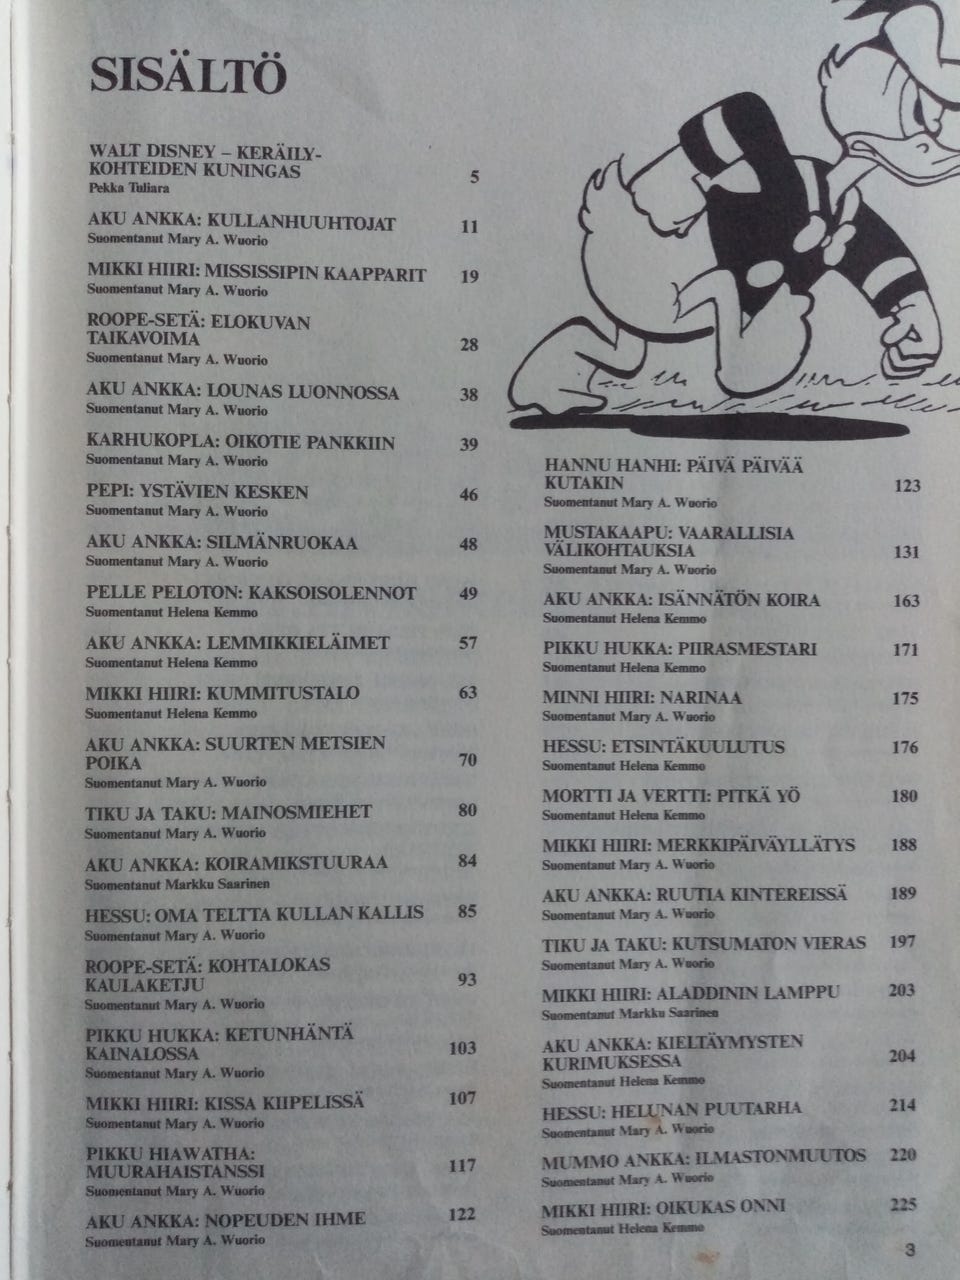 SISÄLTÖ
WALT DISNEY – KERÄILY-
KOHTEIDEN KUNINGAS 5
Pekka Tuliara
AKU ANKKA: KULLANHUUHTOJAT 11
Suomentanut Mary A. Wuorio
MIKKI HIIRI: MISSISSIPIN KAAPPARIT 19
Suomentanut Mary A. Wuorio
ROOPE-SETÄ: ELOKUVAN
TAIKAVOIMA 28
Suomentanut Mary A. Wuorio
AKU ANKKA: LOUNAS LUONNOSSA 38
Suomentanut Mary A. Wuorio
KARHUKOPLA: OIKOTIE PANKKIIN 39
Suomentanut Mary A. Wuorio
PEPI: YSTÄVIEN KESKEN 46
Suomentanut Mary A. Wuorio
AKU ANKKA: SILMÄNRUOKAA 48
Suomentanut Mary A. Wuorio
PELLE PELOTON: KAKSOISOLENNOT 49
Suomentanut Helena Kemmo
AKU ANKKA: LEMMIKKIELÄIMET 57
Suomentanut Helena Kemmo
MIKKI HIIRI: KUMMITUSTALO 63
Suomentanut Helena Kemmo
AKU ANKKA: SUURTEN METSIEN
POIKA 70
Suomentanut Mary A. Wuorio
TIKU JA TAKU: MAINOSMIEHET 80
Suomentanut Mary A. Wuorio
AKU ANKKA: KOIRAMIKSTUURAA 84
Suomentanut Markku Saarinen
HESSU: OMA TELTTA KULLAN KALLIS 85
Suomentanut Mary A. Wuorio
ROOPE-SETÄ: KOHTALOKAS
KAULAKETJU 93
Suomentanut Mary A. Wuorio
PIKKU HUKKA: KETUNHÄNTÄ
KAINALOSSA 103
Suomentanut Mary A. Wuorio
MIKKI HIIRI: KISSA KIIPELISSÄ 107
Suomentanut Mary A. Wuorio
PIKKU HIAWATHA:
MUURAHAISTANSSI 117
Suomentanut Mary A. Wuorio
AKU ANKKA: NOPEUDEN IHME 122
Suomentanut Mary A. Wuorio
HANNU HANHI: PÄIVÄ PÄIVÄÄ
KUTAKIN 123
Suomentanut Mary A. Wuorio
MUSTAKAAPU: VAARALLISIA
VÄLIKOHTAUKSIA 131
Suomentanut Mary A. Wuorio
AKU ANKKA: ISÄNNÄTÖN KOIRA 163
Suomentanut Helena Kemmo
PIKKU HUKKA: PIIRASMESTARI 171
Suomentanut Helena Kemmo
MINNI HIIRI: NARINAA 175
Suomentanut Mary A. Wuorio
HESSU: ETSINTÄKUULUTUS 176
Suomentanut Helena Kemmo
MORTTI JA VERTTI: PITKÄ YÖ 180
Suomentanut Helena Kemmo
MIKKI HIIRI: MERKKIPÄIVÄYLLÄTYS 188
Suomentanut Mary A. Wuorio
AKU ANKKA: RUUTIA KINTEREISSÄ 189
Suomentanut Mary A. Wuorio
TIKU JA TAKU: KUTSUMATON VIERAS 197
Suomentanut Mary A. Wuorio
MIKKI HIIRI: ALADDININ LAMPPU 203
Suomentanut Markku Saarinen
AKU ANKKA: KIELTÄYMYSTEN
KURIMUKSESSA 204
Suomentanut Helena Kemmo
HESSU: HELUNAN PUUTARHA 214
Suomentanut Mary A. Wuorio
MUMMO ANKKA: ILMASTONMUUTOS 220
Suomentanut Mary A. Wuorio
MIKKI HIIRI: OIKUKAS ONNI 225
Suomentanut Helena Kemmo
3